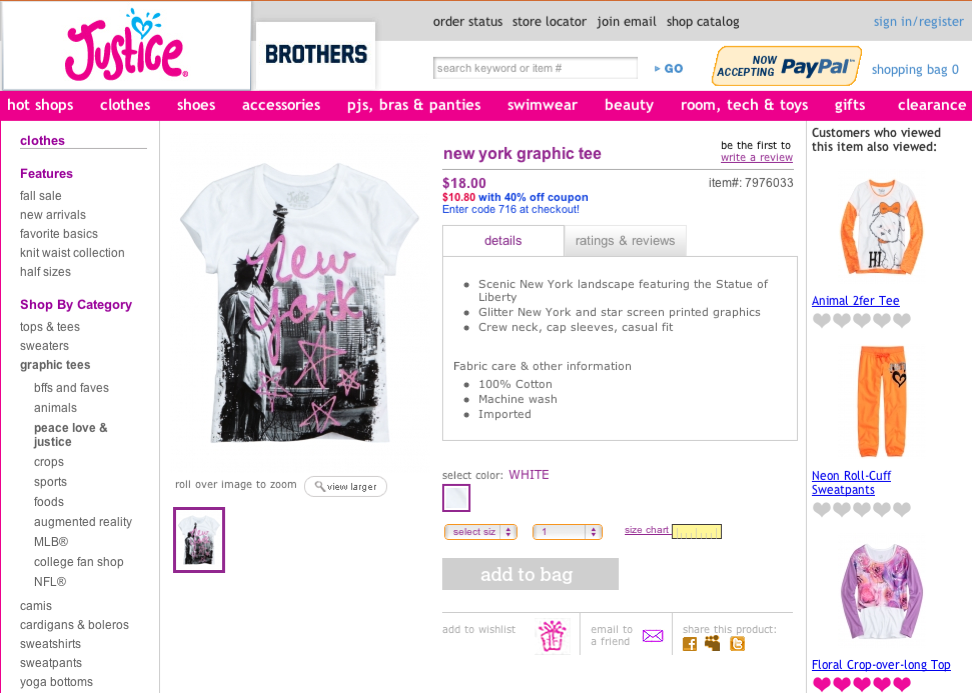 Justice
BROTHERS
order status store locator join email shop catalog
sign in/register
search keyword or item #
GO
NOW ACCEPTING PayPal
shopping bag 0
hot shops clothes shoes accessories pjs, bras & panties swimwear beauty room, tech & toys gifts clearance
clothes
Features
fall sale
new arrivals
favorite basics
knit waist collection
half sizes
Shop By Category
tops & tees
sweaters
graphic tees
bffs and faves
animals
peace love &
justice
crops
sports
foods
augmented reality
MLB®
college fan shop
NFL®
camis
cardigans & boleros
sweatshirts
sweatpants
yoga bottoms
Justice
New
York
roll over image to zoom
view larger
new york graphic tee
be the first to
write a review
$18.00
item#: 7976033
$10.80 with 40% off coupon
Enter code 716 at checkout!
details
ratings & reviews
Scenic New York landscape featuring the Statue of
Liberty
Glitter New York and star screen printed graphics
Crew neck, cap sleeves, casual fit
Fabric care & other information
100% Cotton
Machine wash
Imported
select color: WHITE
select siz
1
size chart
add to bag
add to wishlist
email to
a friend
share this product:
Customers who viewed
this item also viewed:
HI
Animal 2fer Tee
Neon Roll-Cuff
Sweatpants
Floral Crop-over-long Top